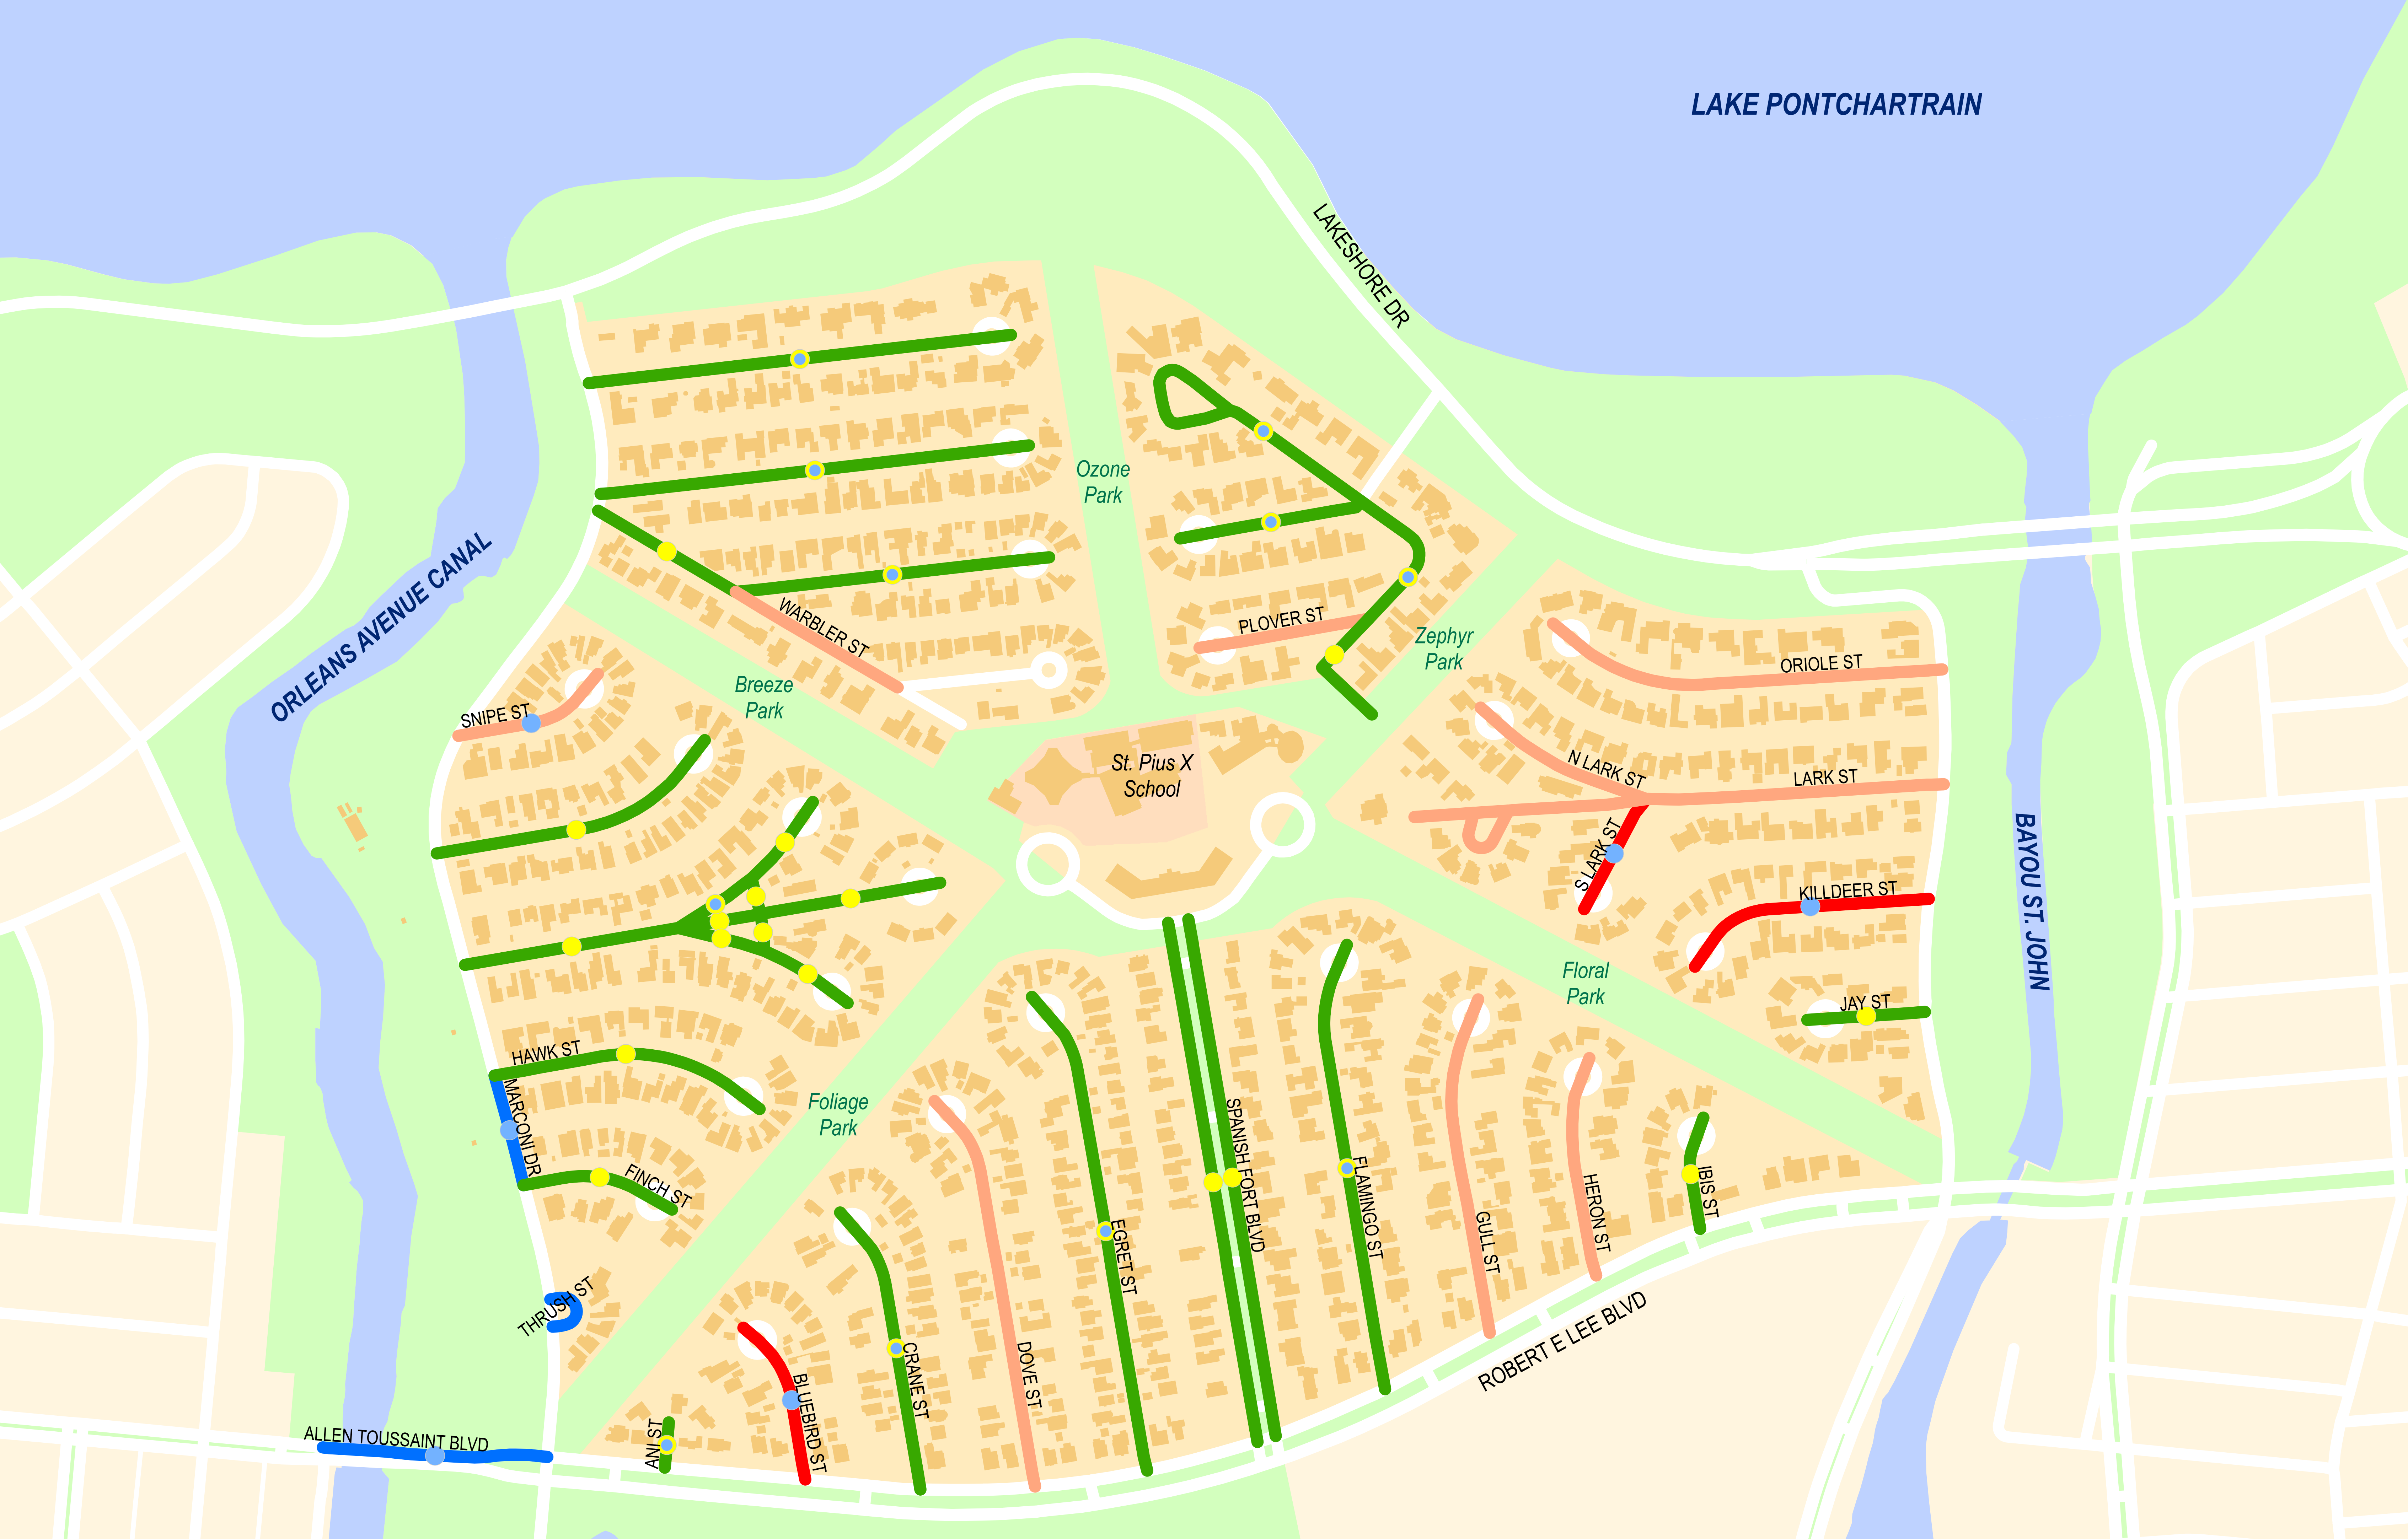 LAKE PONTCHARTRAIN
LAKESHORE DR
Ozone
Park
ORLEANS AVENUE CANAL
WARBLER ST
PLOVER ST
Zephyr
Park
ORIOLE ST
Breeze
Park
SNIPE ST
St. Pius X
School
N LARK ST
LARK ST
S LARK ST
KILLDEER ST
BAYOU ST. JOHN
Floral
Park
JAY ST
HAWK ST
MARCONI DR
Foliage
Park
FINCH ST
SPANISH FORT BLVD
FLAMINGO ST
EGRET ST
GULL ST
HERON ST
IBIS ST
THRUSH ST
CRANE ST
DOVE ST
ROBERT E LEE BLVD
BLUEBIRD ST
AVIN ST
ALLEN TOUSSAINT BLVD